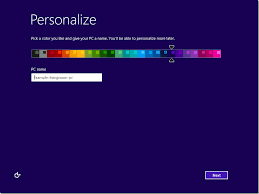 Personalize
Pick a color you like and give your PC a name. You'll be able to personalize more later.
PC name
Next